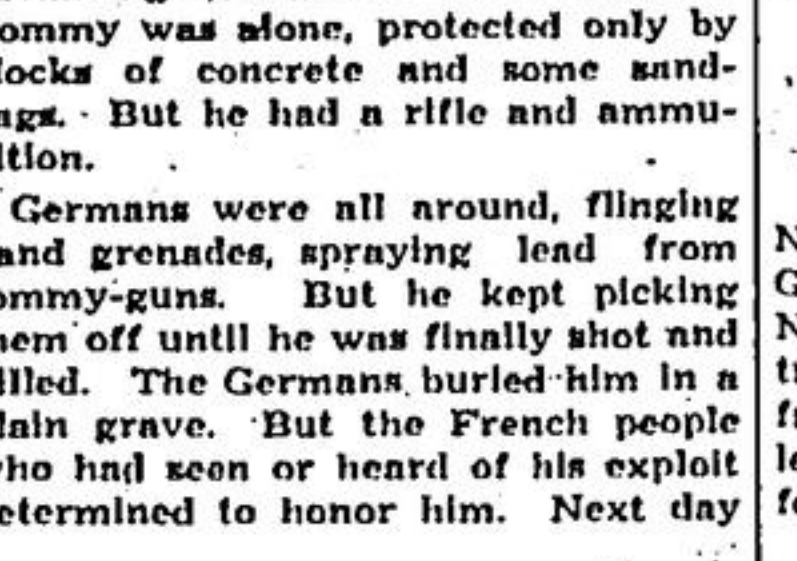 ommy was alone, protected only by
locks of concrete and some sand-
ags. But he had a rifle and ammu-
ition.
Germans were all around, flinging
and grenades, spraying lead from
ommy-guns. But he kept picking
hem off until he was finally shot and
illed. The Germans buried him in a
lain grave. But the French people
who had seen or heard of his exploit
etermined to honor him. Next day